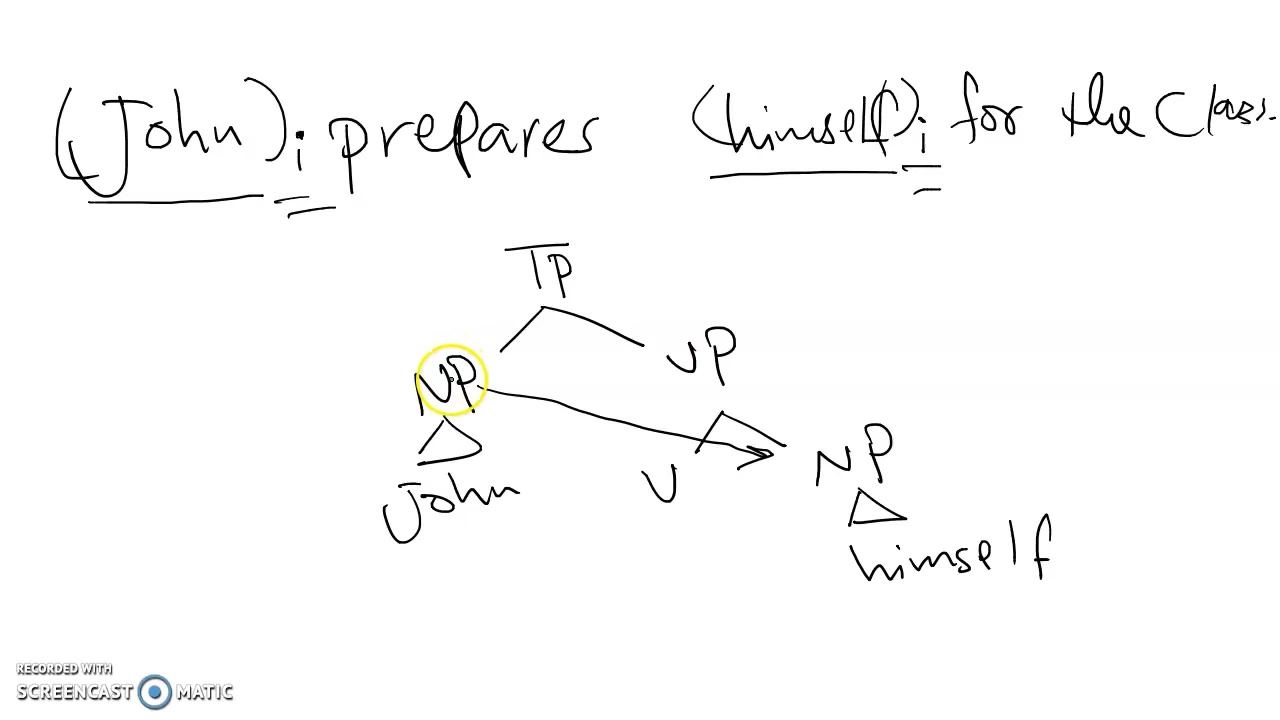 (John)i prepares (himself)i for the Class.
TP
NP VP
V NP
John
himself
RECORDED WITH
SCREENCAST MATIC